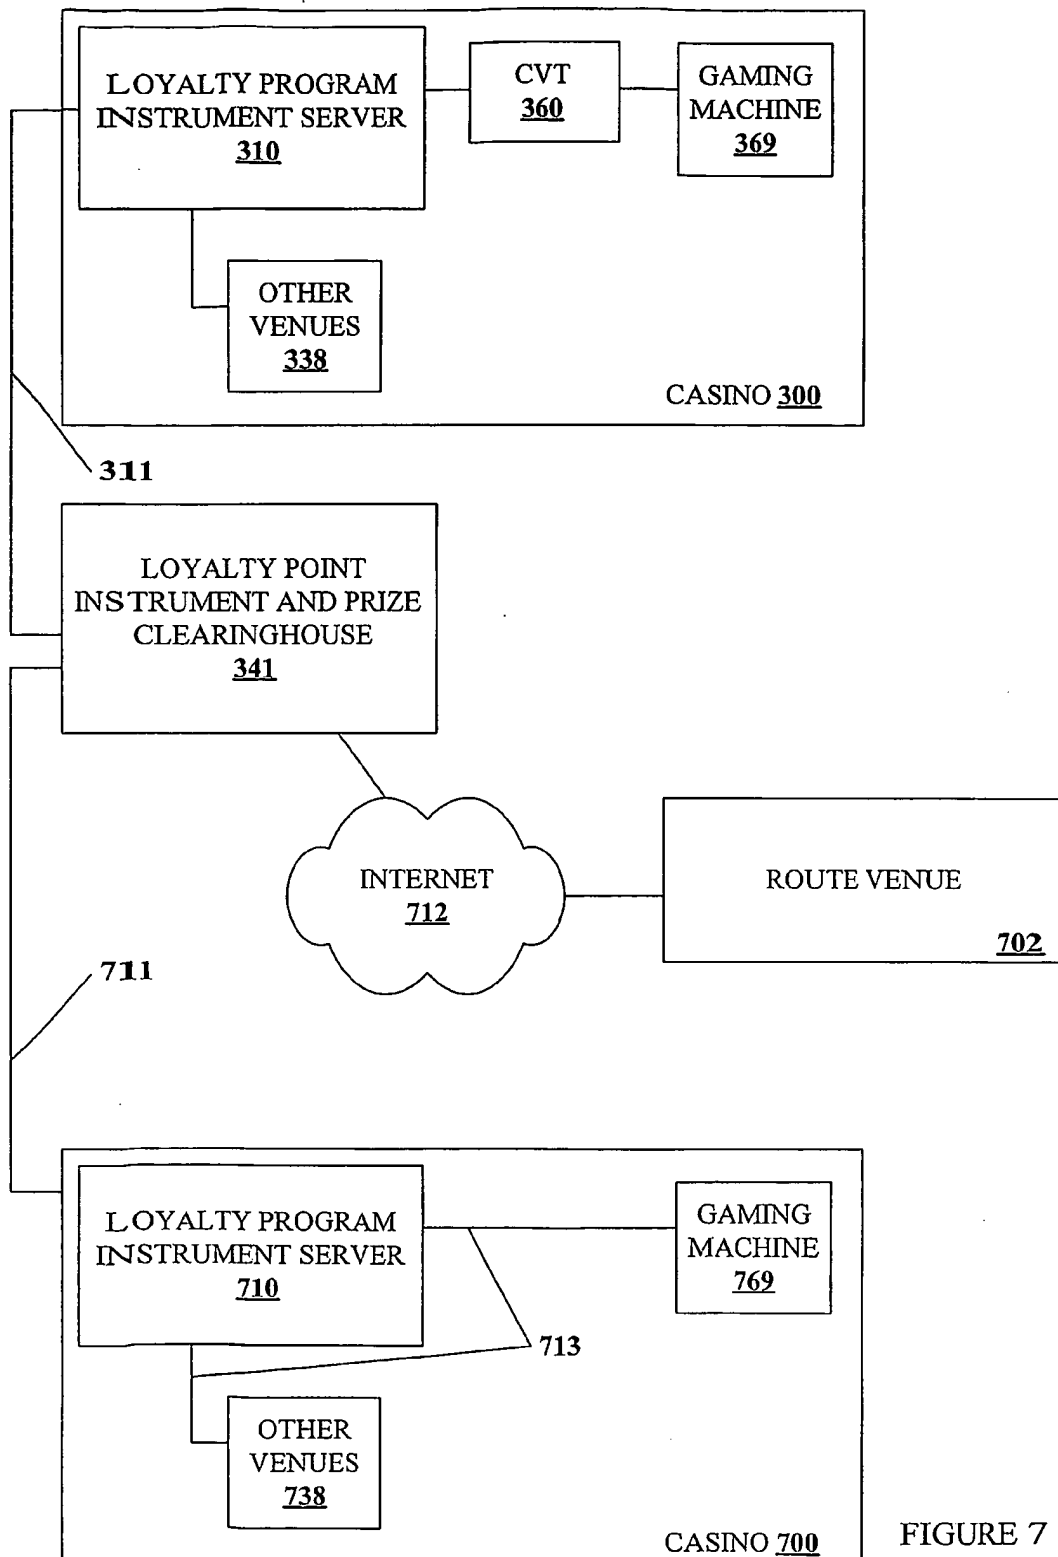 LOYALTY PROGRAM
INSTRUMENT SERVER
310
CVT
360
GAMING
MACHINE
369
OTHER
VENUES
338
CASINO 300
311
LOYALTY POINT
INSTRUMENT AND PRIZE
CLEARINGHOUSE
341
INTERNET
712
ROUTE VENUE
702
711
LOYALTY PROGRAM
INSTRUMENT SERVER
710
GAMING
MACHINE
769
713
OTHER
VENUES
738
CASINO 700
FIGURE 7